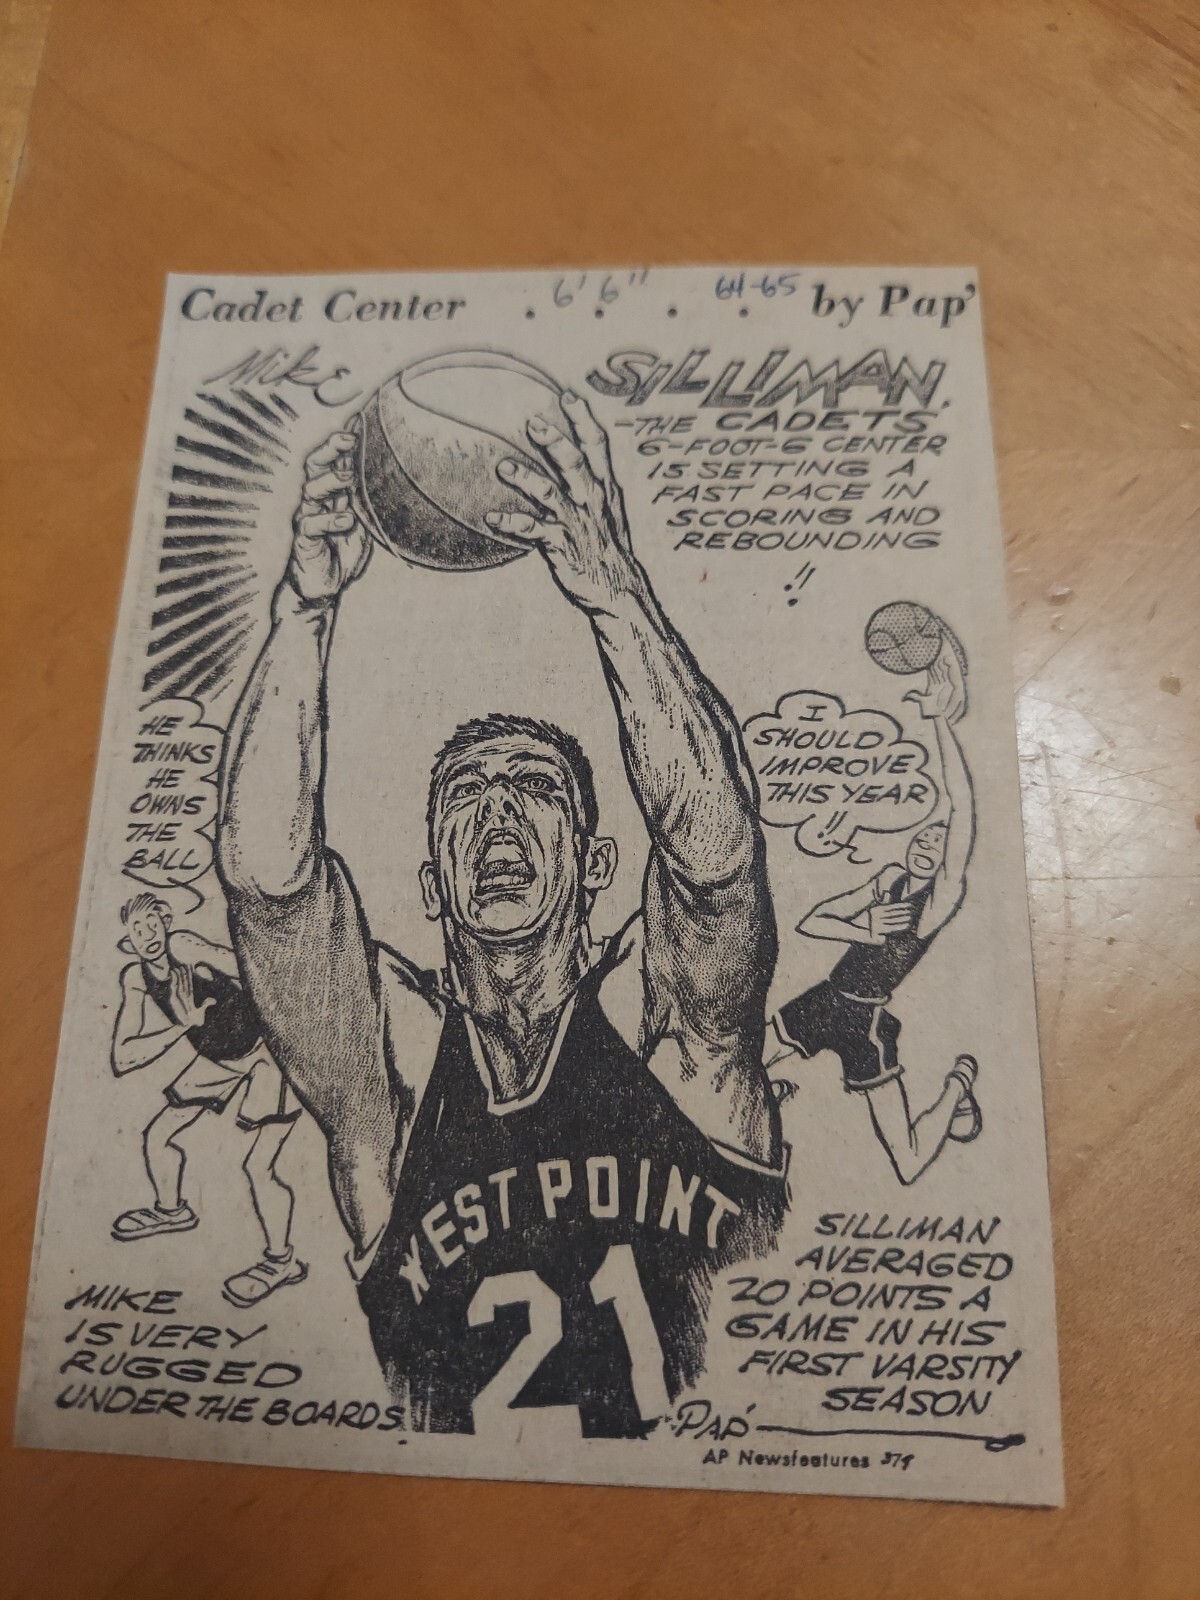 6'6" 64-65
Cadet Center . . . . by Pap'
Mike SILLIMAN,
-THE CADETS'
6-FOOT-6 CENTER
IS SETTING A
FAST PACE IN
SCORING AND
REBOUNDING
!!
HE
THINKS
HE
OWNS
THE
BALL
I
SHOULD
IMPROVE
THIS YEAR
!!
WEST POINT
21
MIKE
IS VERY
RUGGED
UNDER THE BOARDS
SILLIMAN
AVERAGED
20 POINTS A
GAME IN HIS
FIRST VARSITY
SEASON
PAP'
AP Newsfeatures